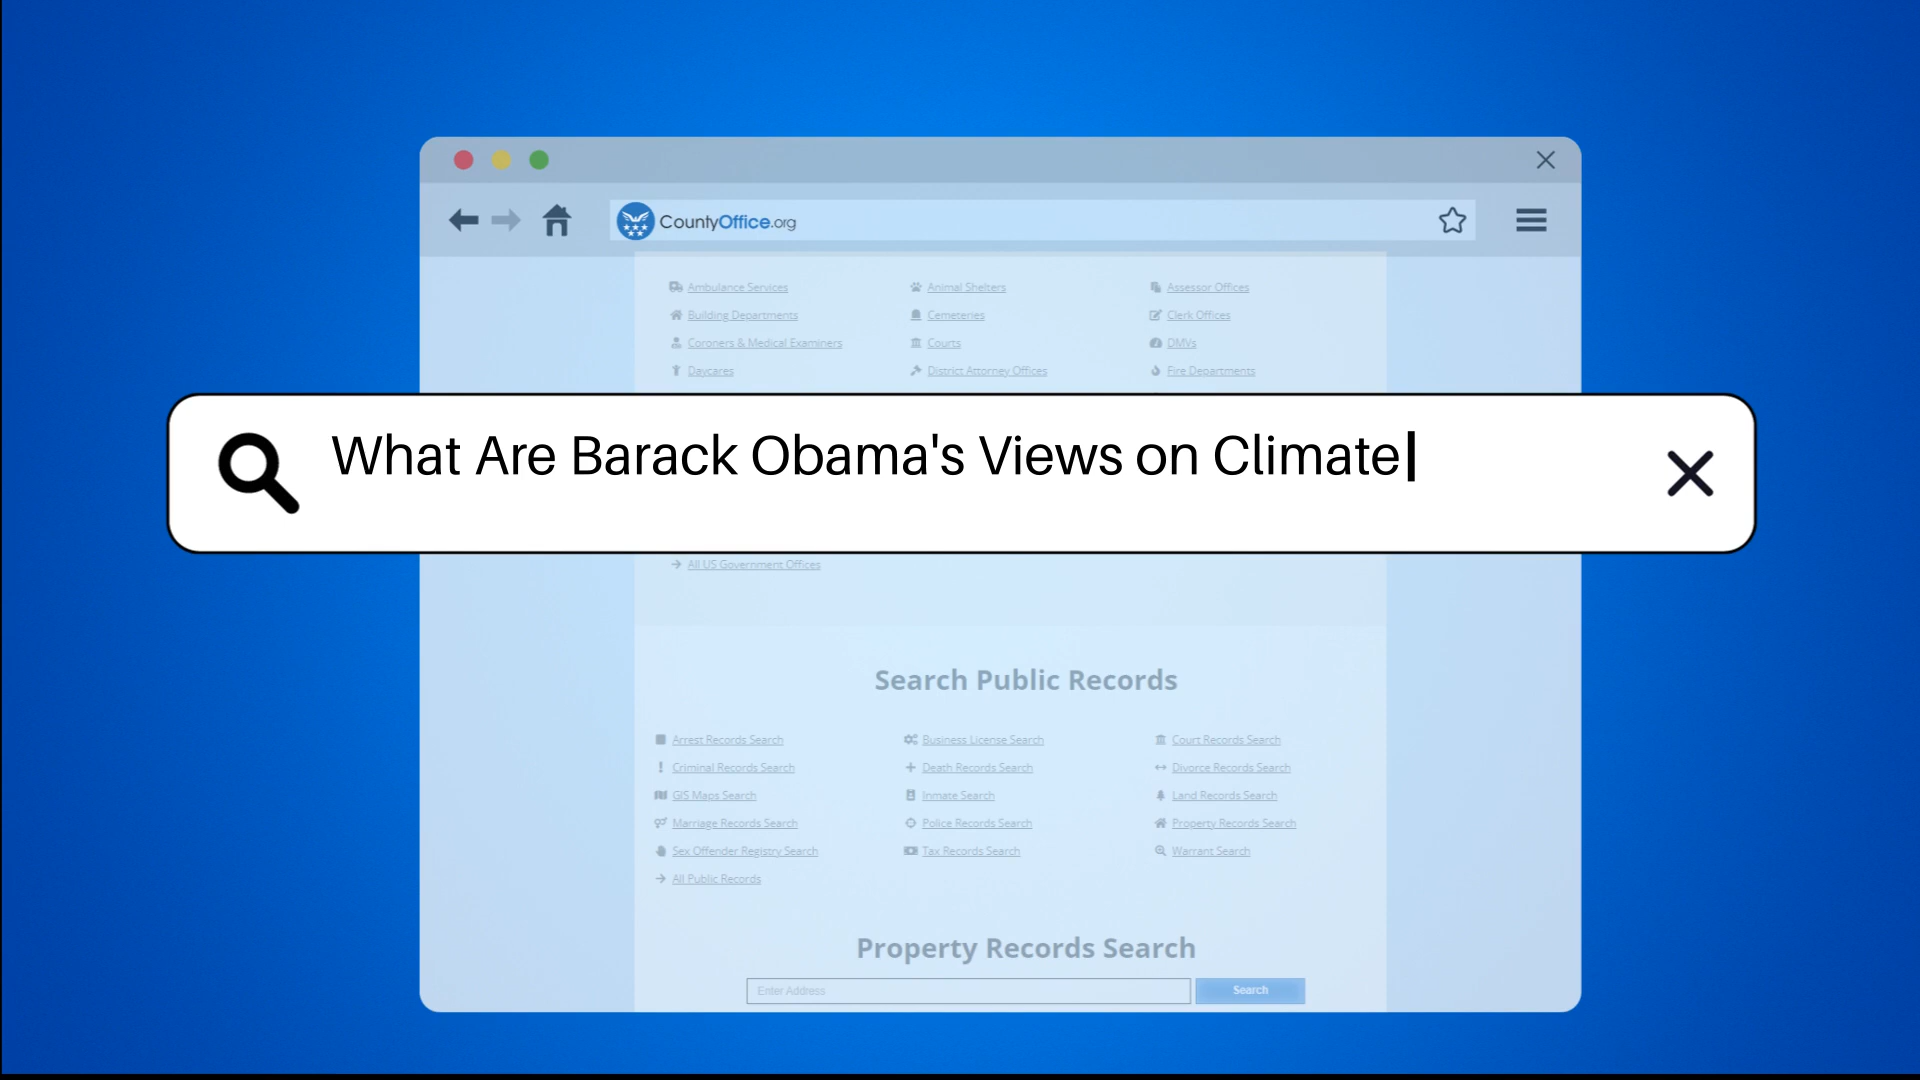 CountyOffice.org
Ambulance Services Animal Shelters Assessor Offices
Building Departments Cemeteries Clerk Offices
Coroners & Medical Examiners Courts DMVs
Daycares District Attorney Offices Fire Departments
What Are Barack Obama's Views on Climate
All US Government Offices
Search Public Records
Arrest Records Search Business License Search Court Records Search
Criminal Records Search Death Records Search Divorce Records Search
GIS Maps Search Inmate Search Land Records Search
Marriage Records Search Police Records Search Property Records Search
Sex Offender Registry Search Tax Records Search Warrant Search
All Public Records
Property Records Search
Enter Address Search